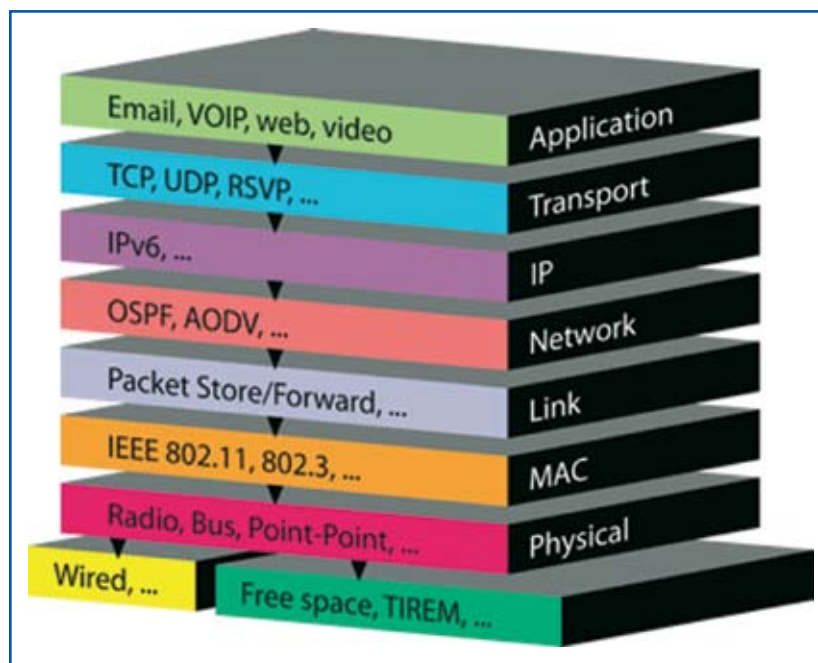 Email, VOIP, web, video
Application
TCP, UDP, RSVP, ...
Transport
IPv6, ...
IP
OSPF, AODV, ...
Network
Packet Store/Forward, ...
Link
IEEE 802.11, 802.3, ...
MAC
Radio, Bus, Point-Point, ...
Physical
Wired, ...
Free space, TIREM, ...